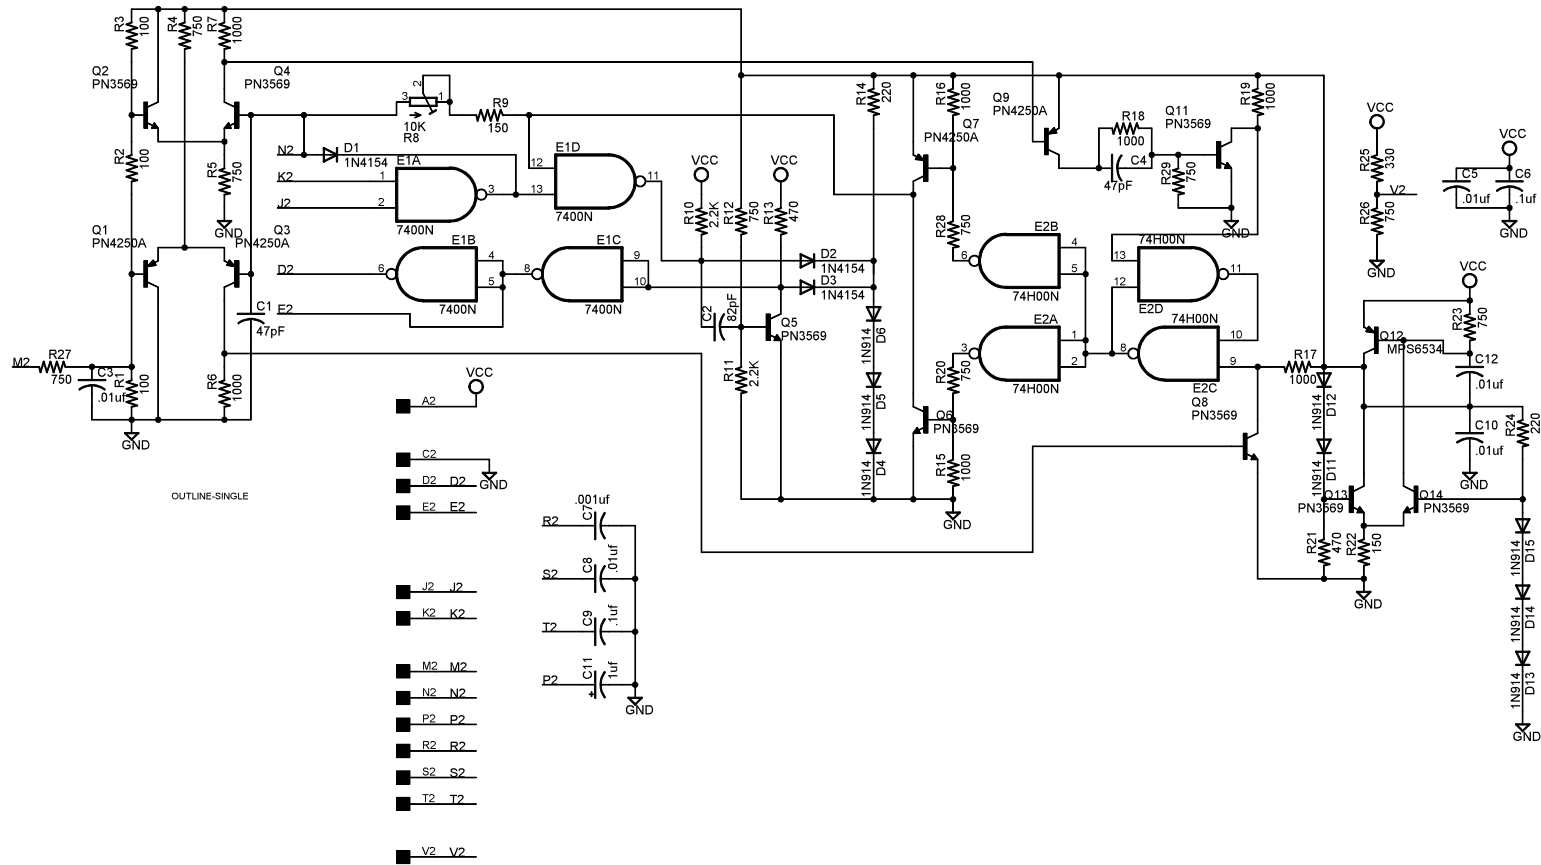 R3
100
R4
750
R7
1000
Q2
PN3569
Q4
PN3569
R2
100
R5
750
GND
Q1
PN4250A
Q3
PN4250A
C1
47pF
M2
R27
750
C3
.01uf
R1
100
R6
1000
GND
OUTLINE-SINGLE
3
2
1
10K
R8
R9
150
N2
D1
1N4154
K2
J2
E1A
1
2
3
7400N
E1D
12
13
11
7400N
D2
E1B
6
4
5
7400N
E2
E1C
8
9
10
7400N
VCC
R10
2.2K
R12
750
VCC
R13
470
D2
1N4154
D3
1N4154
C2
82pF
Q5
PN3569
R11
2.2K
R14
220
D6
1N914
D5
1N914
D4
1N914
R16
1000
Q7
PN4250A
R28
750
E2B
6
4
5
74H00N
E2A
3
1
2
74H00N
R20
750
Q6
PN3569
R15
1000
GND
Q9
PN4250A
R18
1000
C4
47pF
Q11
PN3569
R29
750
R19
1000
GND
74H00N
13
12
11
E2D
74H00N
8
10
9
E2C
Q8
PN3569
R17
1000
D12
1N914
D11
1N914
Q13
PN3569
R21
470
R22
150
GND
Q14
PN3569
Q12
MPS6534
VCC
R23
750
C12
.01uf
C10
.01uf
GND
R24
220
D15
1N914
D14
1N914
D13
1N914
GND
VCC
R25
330
V2
R26
750
GND
VCC
C5
.01uf
C6
.1uf
GND
VCC
A2
C2
GND
D2 D2
E2 E2
J2 J2
K2 K2
M2 M2
N2 N2
P2 P2
R2 R2
S2 S2
T2 T2
V2 V2
.001uf
R2
C7
S2
C8
.01uf
T2
C9
.1uf
P2
C11
1uf
GND